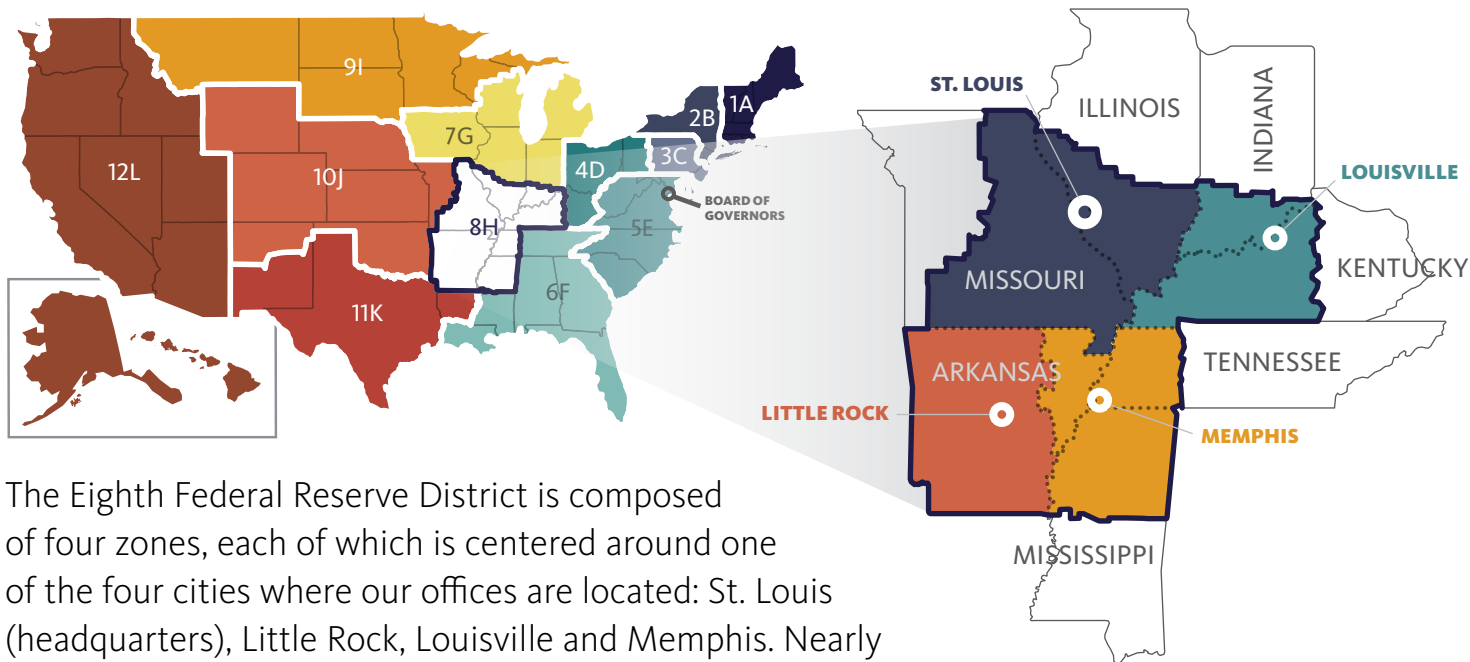 9I
1A
2B
7G
3C
4D
12L
10J
BOARD OF
GOVERNORS
8H
5E
6F
11K
ST. LOUIS
ILLINOIS
INDIANA
LOUISVILLE
MISSOURI
KENTUCKY
TENNESSEE
ARKANSAS
LITTLE ROCK
MEMPHIS
MISSISSIPPI
The Eighth Federal Reserve District is composed
of four zones, each of which is centered around one
of the four cities where our offices are located: St. Louis
(headquarters), Little Rock, Louisville and Memphis. Nearly